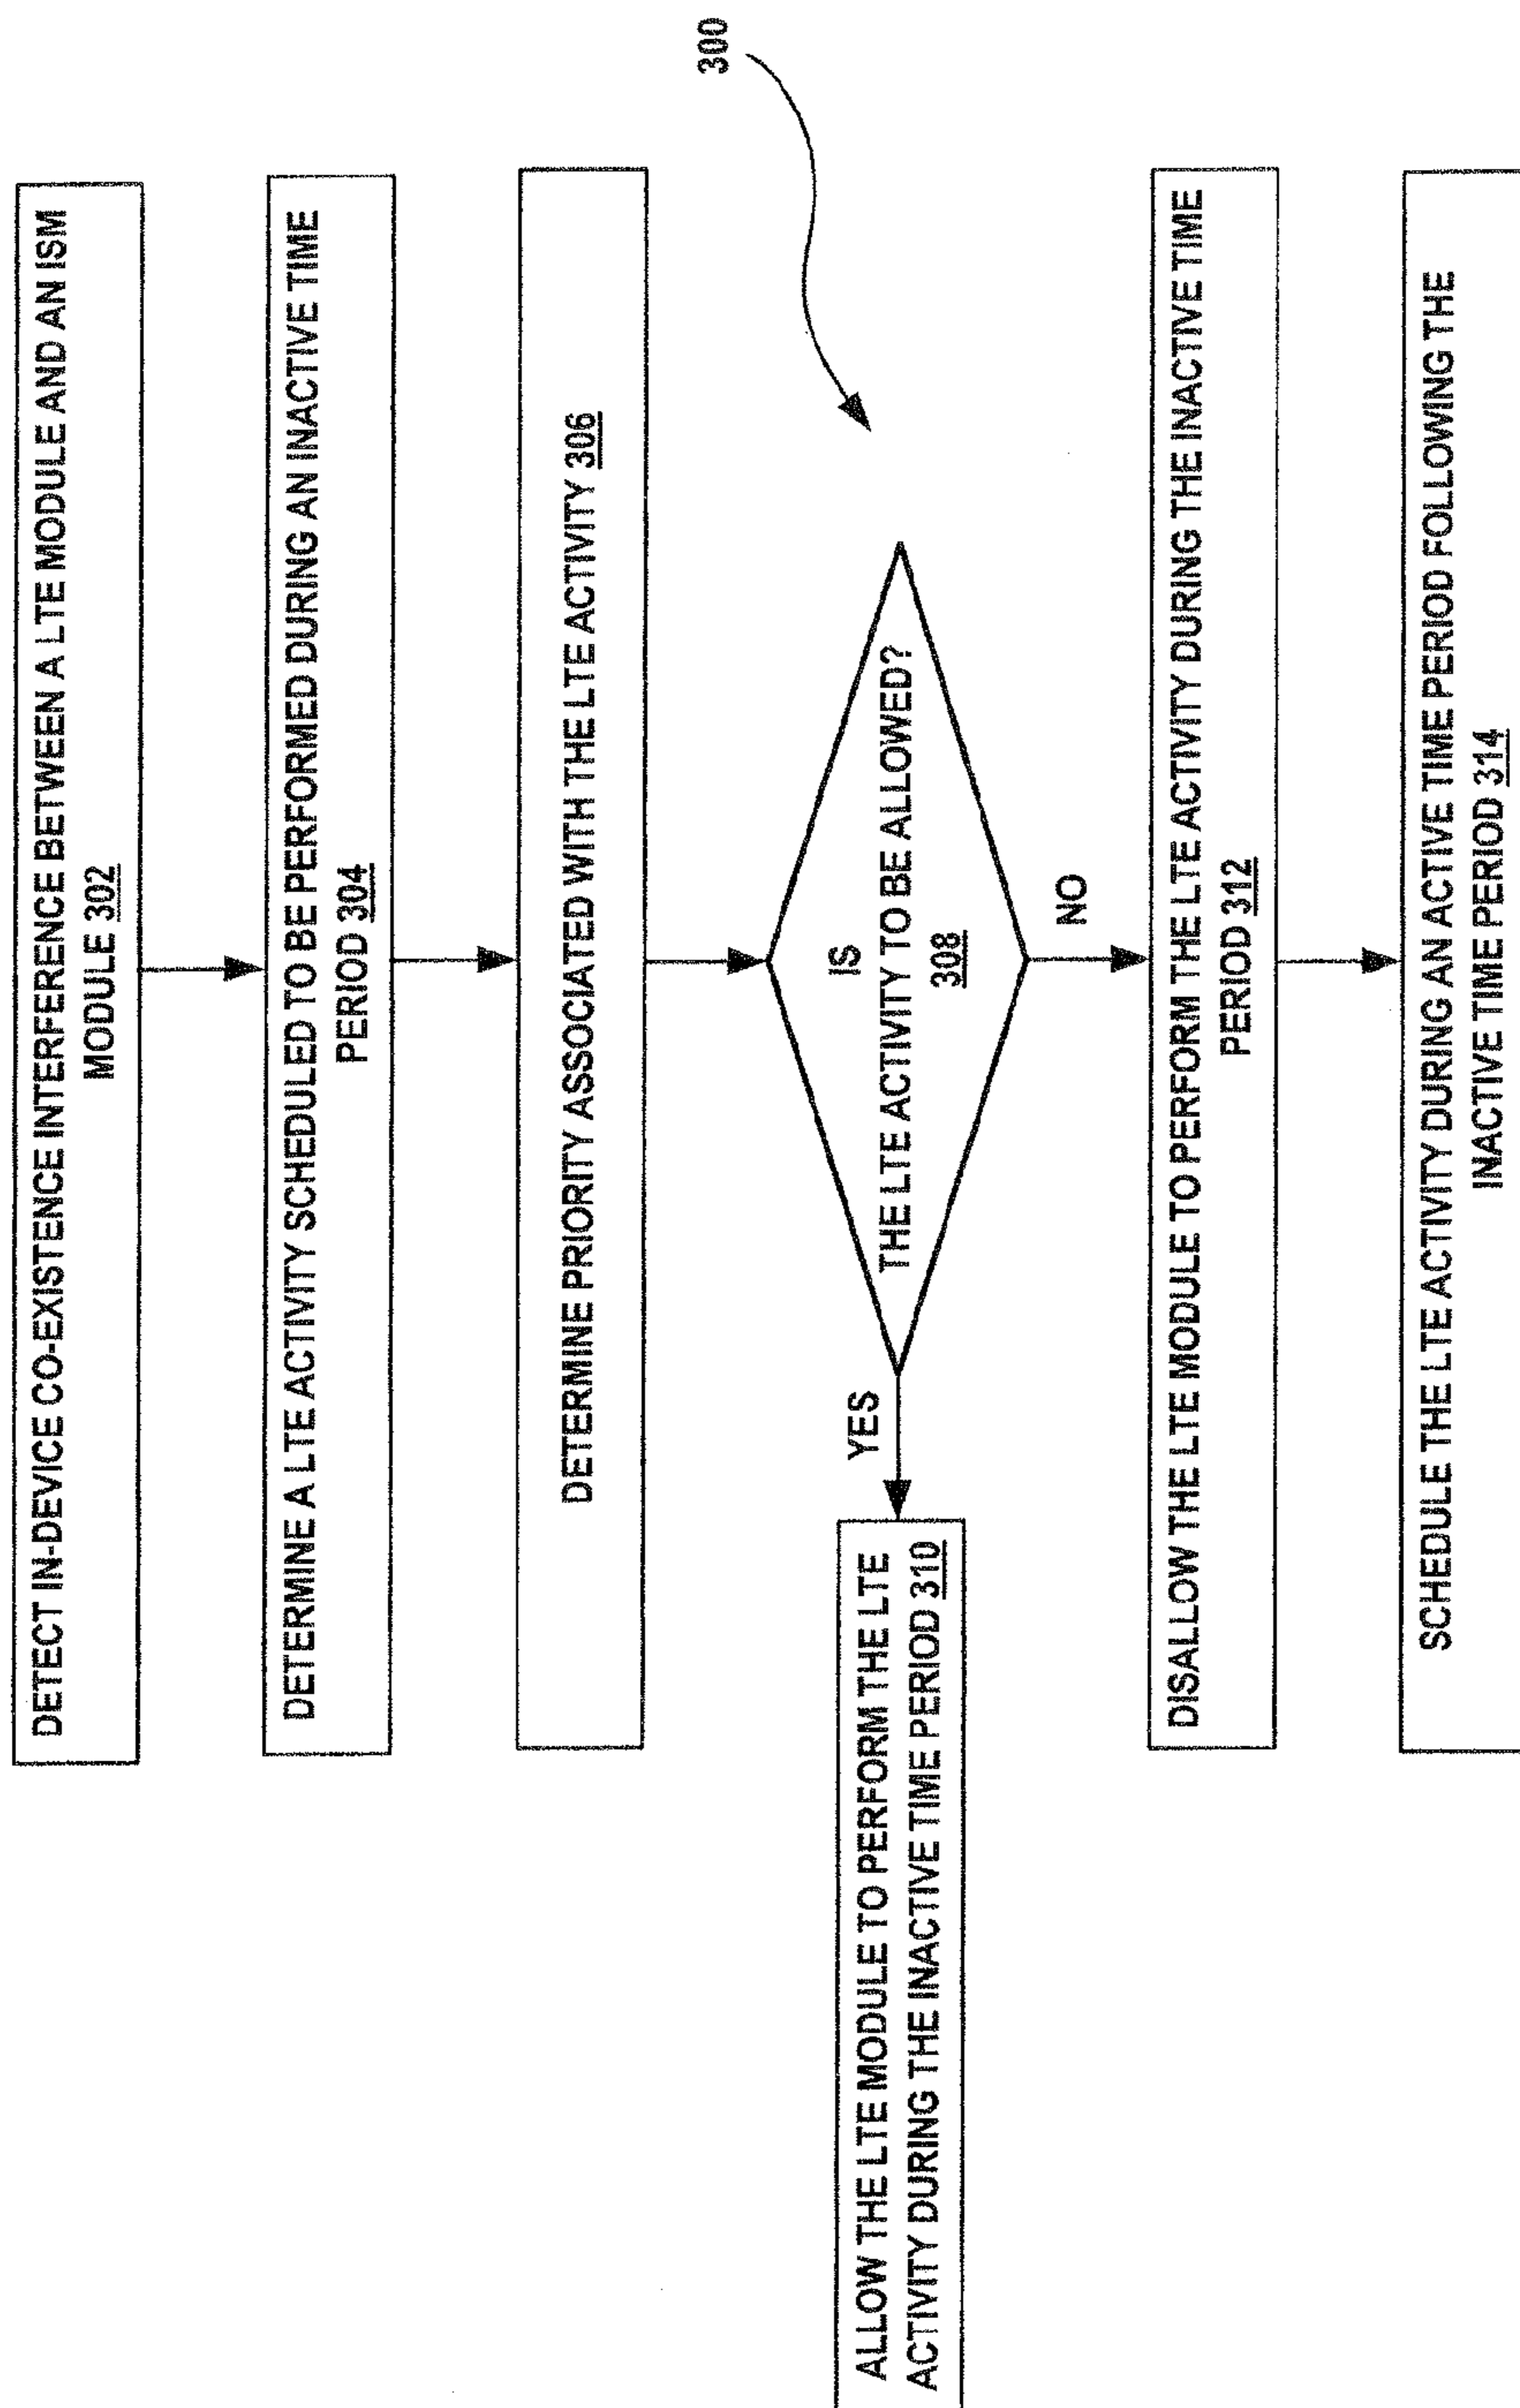 300
DETECT IN-DEVICE CO-EXISTENCE INTERFERENCE BETWEEN A LTE MODULE AND AN ISM
MODULE 302
DETERMINE A LTE ACTIVITY SCHEDULED TO BE PERFORMED DURING AN INACTIVE TIME
PERIOD 304
DETERMINE PRIORITY ASSOCIATED WITH THE LTE ACTIVITY 306
IS
THE LTE ACTIVITY TO BE ALLOWED?
308
YES
ALLOW THE LTE MODULE TO PERFORM THE LTE
ACTIVITY DURING THE INACTIVE TIME PERIOD 310
NO
DISALLOW THE LTE MODULE TO PERFORM THE LTE ACTIVITY DURING THE INACTIVE TIME
PERIOD 312
SCHEDULE THE LTE ACTIVITY DURING AN ACTIVE TIME PERIOD FOLLOWING THE
INACTIVE TIME PERIOD 314